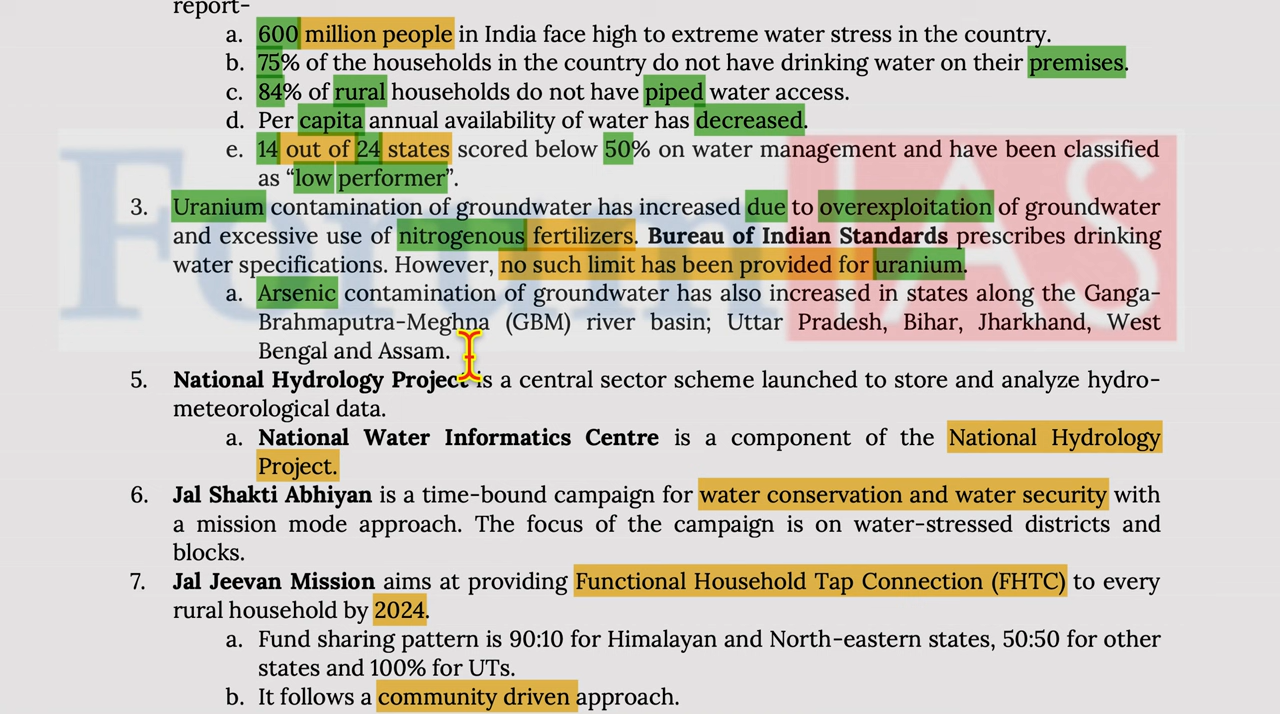 report-
a. 600 million people in India face high to extreme water stress in the country.
b. 75% of the households in the country do not have drinking water on their premises.
c. 84% of rural households do not have piped water access.
d. Per capita annual availability of water has decreased.
e. 14 out of 24 states scored below 50% on water management and have been classified
as “low performer”.
3. Uranium contamination of groundwater has increased due to overexploitation of groundwater
and excessive use of nitrogenous fertilizers. Bureau of Indian Standards prescribes drinking
water specifications. However, no such limit has been provided for uranium.
a. Arsenic contamination of groundwater has also increased in states along the Ganga-
Brahmaputra-Meghna (GBM) river basin; Uttar Pradesh, Bihar, Jharkhand, West
Bengal and Assam.
5. National Hydrology Project is a central sector scheme launched to store and analyze hydro-
meteorological data.
a. National Water Informatics Centre is a component of the National Hydrology
Project.
6. Jal Shakti Abhiyan is a time-bound campaign for water conservation and water security with
a mission mode approach. The focus of the campaign is on water-stressed districts and
blocks.
7. Jal Jeevan Mission aims at providing Functional Household Tap Connection (FHTC) to every
rural household by 2024.
a. Fund sharing pattern is 90:10 for Himalayan and North-eastern states, 50:50 for other
states and 100% for UTs.
b. It follows a community driven approach.
Forum IAS